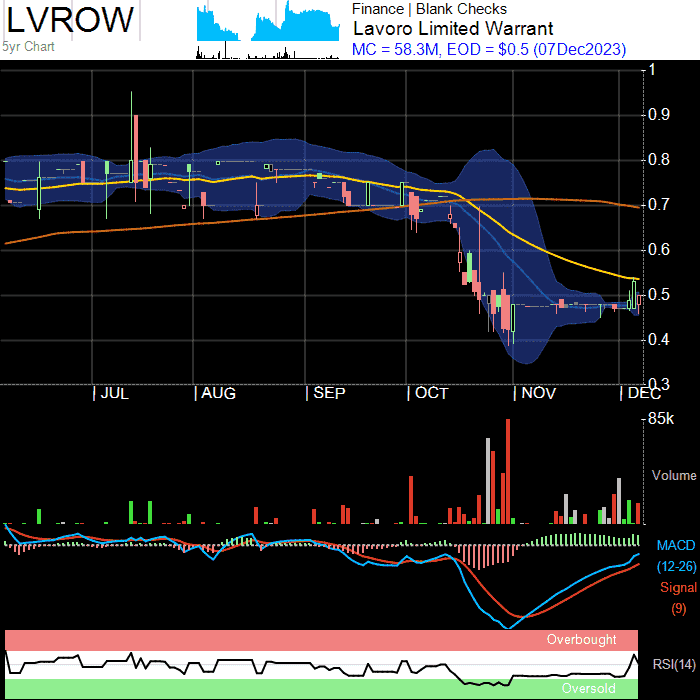 LVROW
5yr Chart
Finance | Blank Checks
Lavoro Limited Warrant
MC = 58.3M, EOD = $0.5 (07Dec2023)
1
0.9
0.8
0.7
0.6
0.5
0.4
0.3
| JUL | AUG | SEP | OCT | NOV | DEC
85k
Volume
MACD
(12-26)
Signal
(9)
Overbought
RSI(14)
Oversold